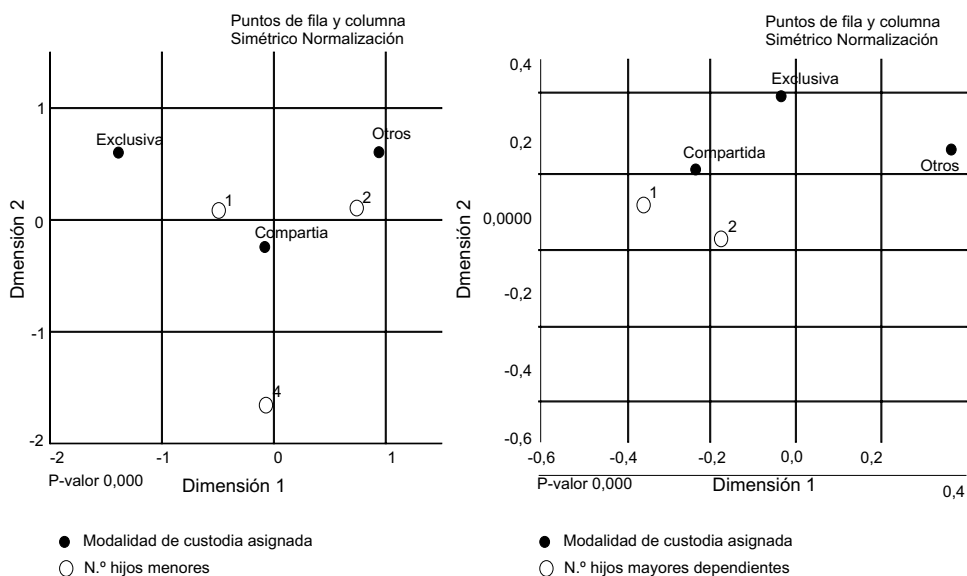 Puntos de fila y columna
Simétrico Normalización
1
0
-1
-2
Dmensión 2
Exclusiva
Otros
1
2
Compartia
4
-2
-1
0
1
P-valor 0,000
Dimensión 1
● Modalidad de custodia asignada
○ N.º hijos menores
Puntos de fila y columna
Simétrico Normalización
0,4
0,2
0,0000
-0,2
-0,4
-0,6
Dmensión 2
Exclusiva
Compartida
Otros
1
2
-0,6
-0,4
-0,2
0,0
0,2
0,4
P-valor 0,000
Dimensión 1
● Modalidad de custodia asignada
○ N.º hijos mayores dependientes